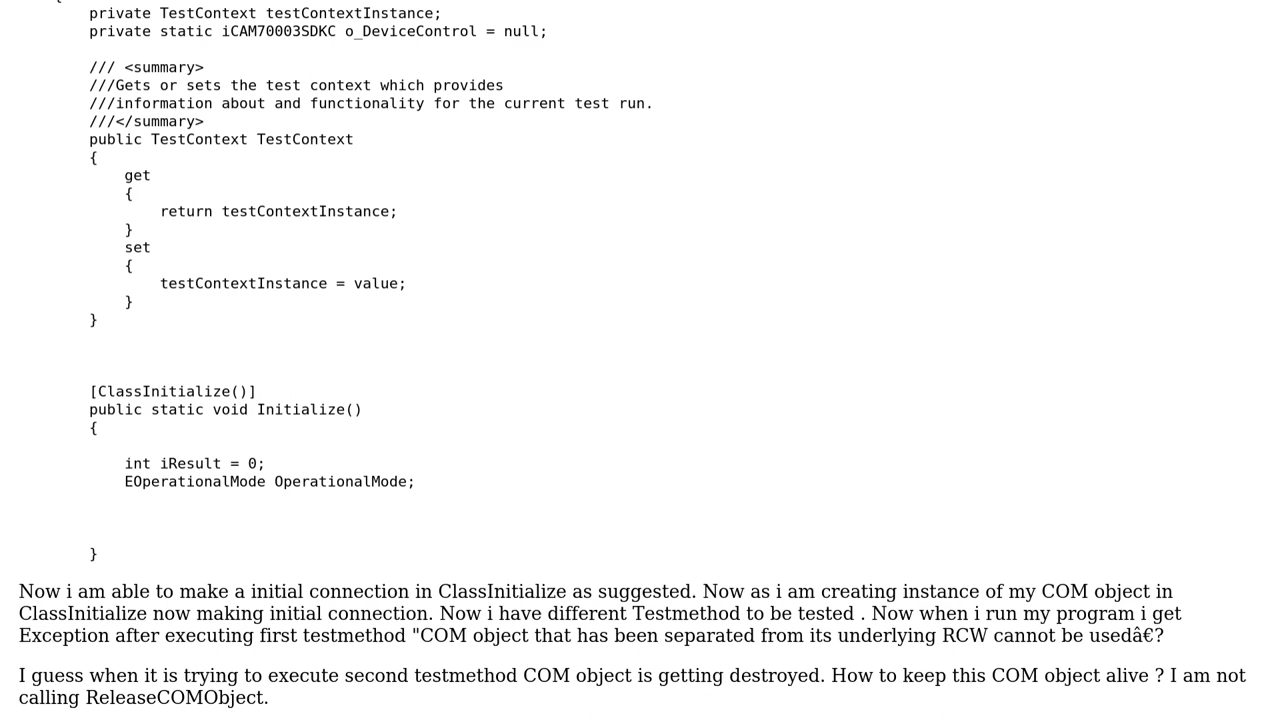 {
private TestContext testContextInstance;
private static iCAM70003SDKC o_DeviceControl = null;
/// <summary>
///Gets or sets the test context which provides
///information about and functionality for the current test run.
///</summary>
public TestContext TestContext
{
get
{
return testContextInstance;
}
set
{
testContextInstance = value;
}
}
[ClassInitialize()]
public static void Initialize()
{
int iResult = 0;
EOperationalMode OperationalMode;
}
Now i am able to make a initial connection in ClassInitialize as suggested. Now as i am creating instance of my COM object in
ClassInitialize now making initial connection. Now i have different Testmethod to be tested . Now when i run my program i get
Exception after executing first testmethod "COM object that has been separated from its underlying RCW cannot be usedâ€?
I guess when it is trying to execute second testmethod COM object is getting destroyed. How to keep this COM object alive ? I am not
calling ReleaseCOMObject.